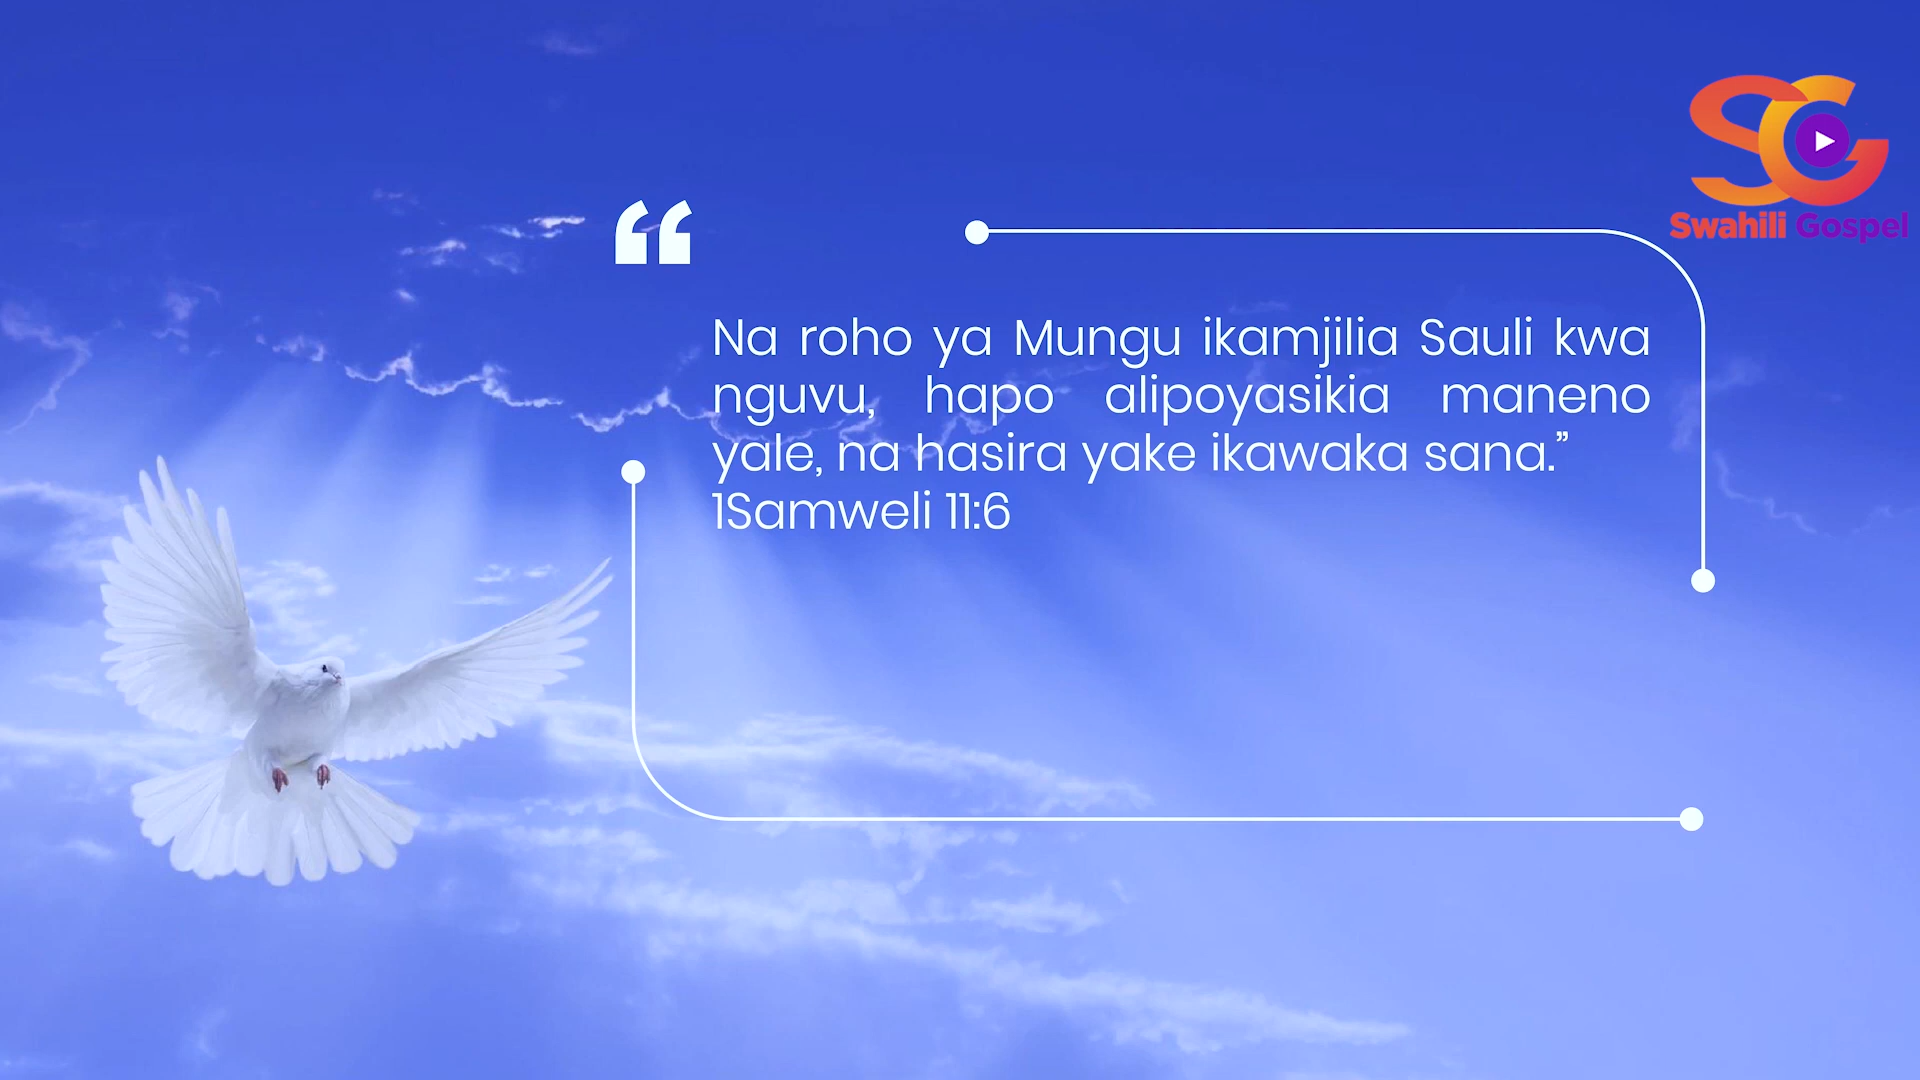 SG
Swahili Gospel
“
Na roho ya Mungu ikamjilia Sauli kwa
nguvu, hapo alipoyasikia maneno
yale, na hasira yake ikawaka sana.”
1Samweli 11:6